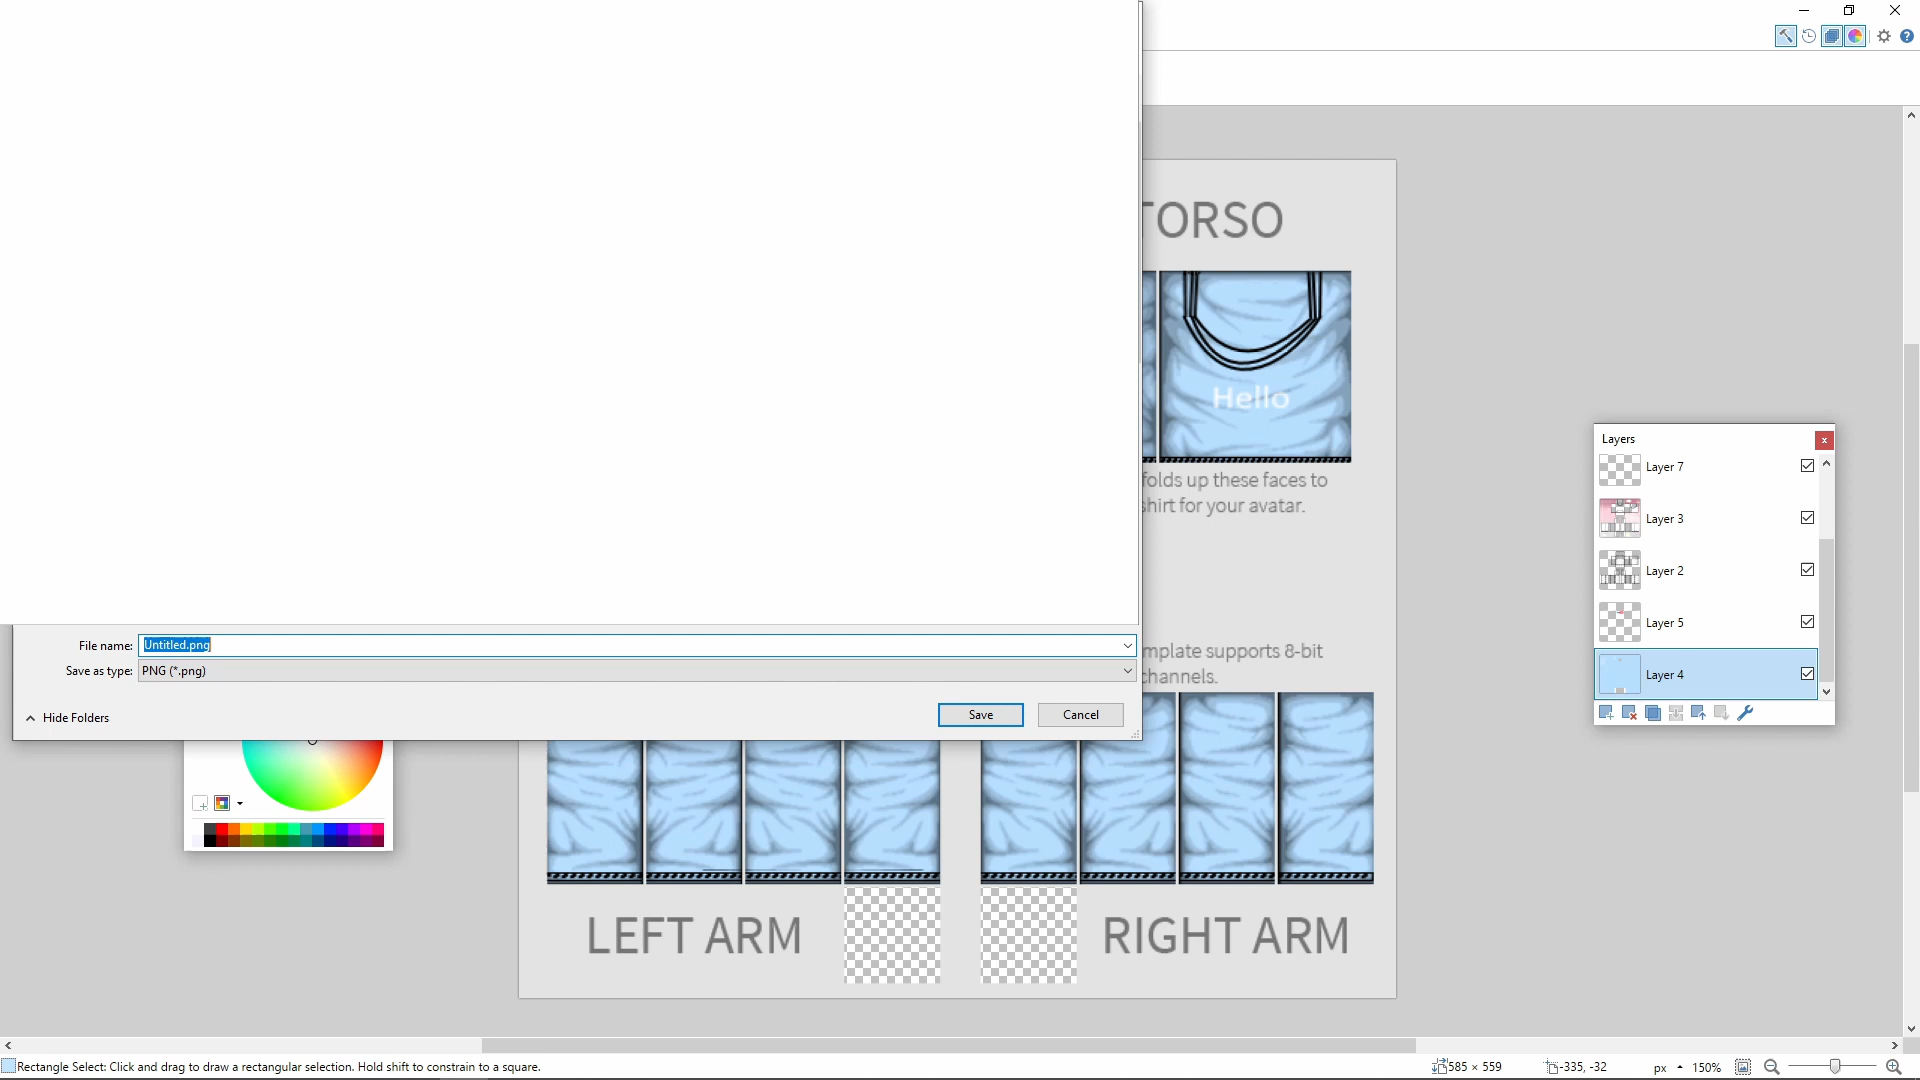 TORSO
Hello
folds up these faces to
shirt for your avatar.
Layers
Layer 7
Layer 3
Layer 2
Layer 5
Layer 4
File name: Untitled.png
Save as type: PNG (*.png)
mplate supports 8-bit
channels.
Hide Folders
Save
Cancel
LEFT ARM
RIGHT ARM
Rectangle Select: Click and drag to draw a rectangular selection. Hold shift to constrain to a square.
585 × 559
-335, -32
px
150%